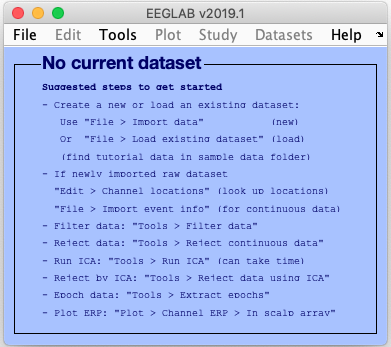 EEGLAB v2019.1
File Edit Tools Plot Study Datasets Help
No current dataset
Suggested steps to get started
- Create a new or load an existing dataset:
Use "File > Import data" (new)
Or "File > Load existing dataset" (load)
(find tutorial data in sample data folder)
- If newly imported raw dataset
"Edit > Channel locations" (look up locations)
"File > Import event info" (for continuous data)
- Filter data: "Tools > Filter data"
- Reject data: "Tools > Reject continuous data"
- Run ICA: "Tools > Run ICA" (can take time)
- Reject by ICA: "Tools > Reject data using ICA"
- Epoch data: "Tools > Extract epochs"
- Plot ERP: "Plot > Channel ERP > In scalp array"